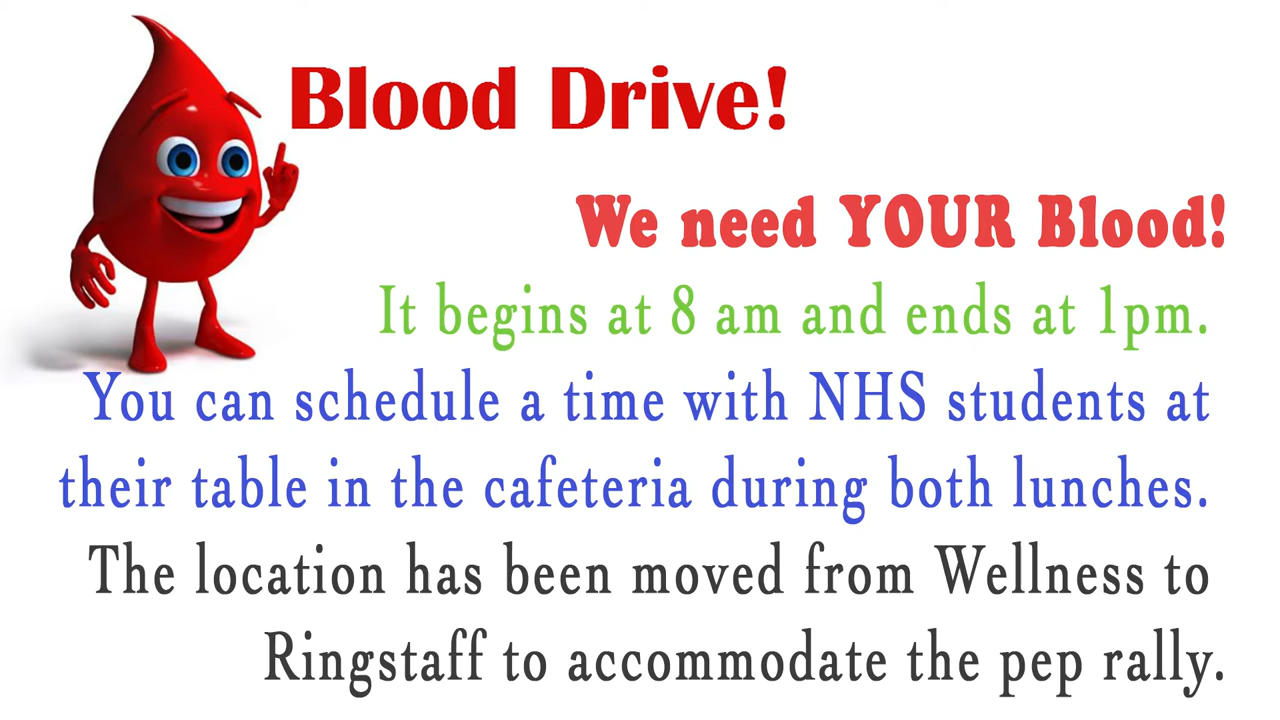 Blood Drive!
We need YOUR Blood!
It begins at 8 am and ends at 1pm.
You can schedule a time with NHS students at
their table in the cafeteria during both lunches.
The location has been moved from Wellness to
Ringstaff to accommodate the pep rally.